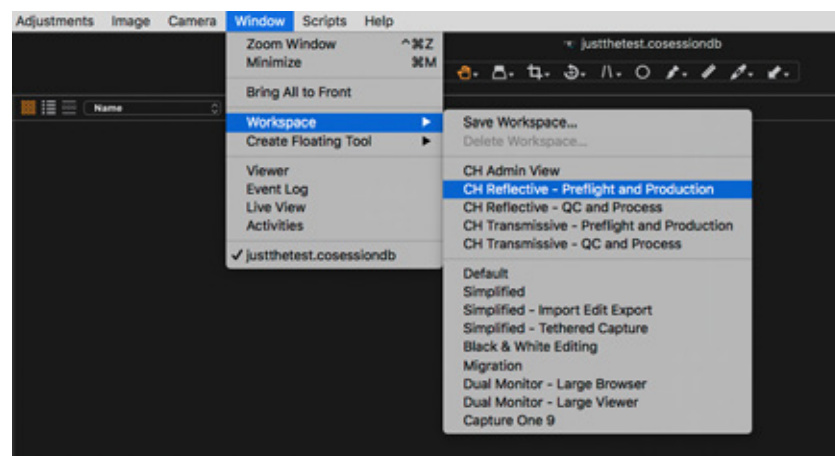 Adjustments Image Camera Window Scripts Help
justthetest.cosessiondb
Name
Zoom Window ^⌘Z
Minimize ⌘M
Bring All to Front
Workspace
Create Floating Tool
Viewer
Event Log
Live View
Activities
✓ justthetest.cosessiondb
Save Workspace...
Delete Workspace...
CH Admin View
CH Reflective - Preflight and Production
CH Reflective - QC and Process
CH Transmissive - Preflight and Production
CH Transmissive - QC and Process
Default
Simplified
Simplified - Import Edit Export
Simplified - Tethered Capture
Black & White Editing
Migration
Dual Monitor - Large Browser
Dual Monitor - Large Viewer
Capture One 9